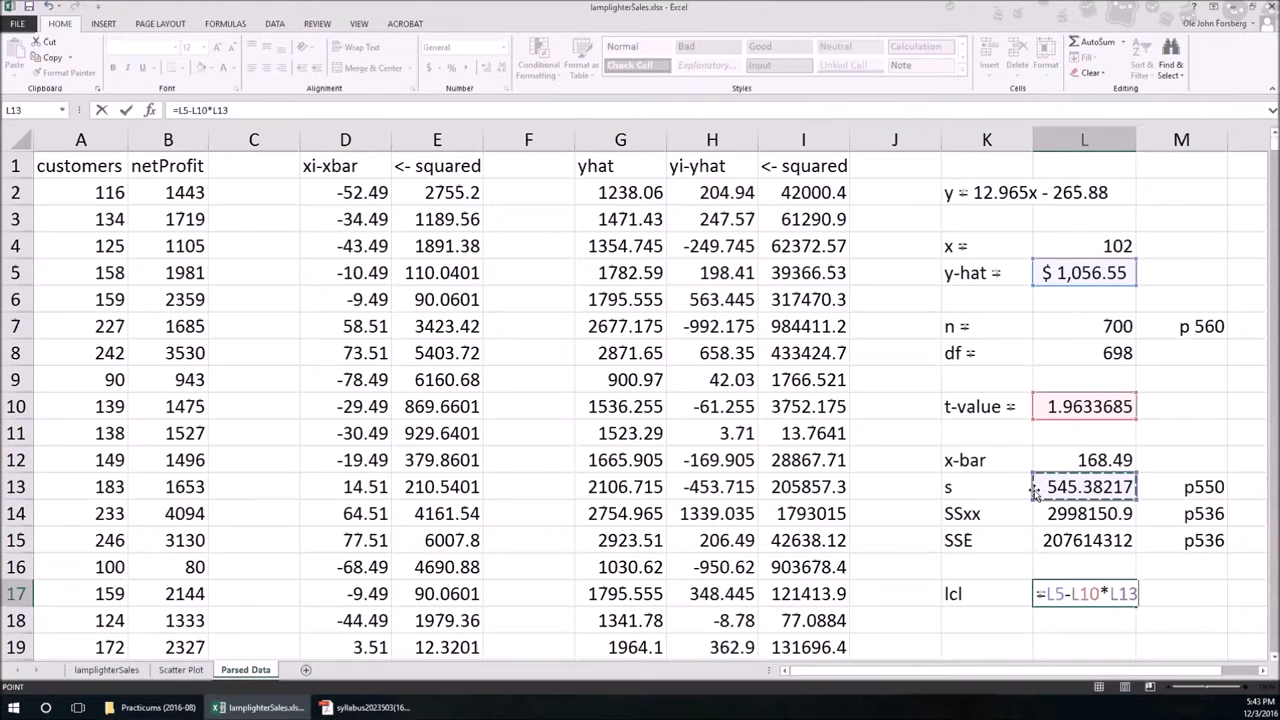 lamplighterSales.xlsx - Excel
FILE HOME INSERT PAGE LAYOUT FORMULAS DATA REVIEW VIEW ACROBAT
Ole John Forsberg
Cut
Copy
Format Painter
Paste
Clipboard
12
Font
Wrap Text
Merge & Center
Alignment
General
Number
Conditional Formatting
Format as Table
Normal Bad Good Neutral Calculation
Check Cell Explanatory... Input Linked Cell Note
Styles
Insert Delete Format
Cells
AutoSum
Fill
Clear
Sort & Filter
Find & Select
Editing
L13 =L5-L10*L13
A B C D E F G H I J K L M
1 customers netProfit xi-xbar <- squared yhat yi-yhat <- squared
2 116 1443 -52.49 2755.2 1238.06 204.94 42000.4 y = 12.965x - 265.88
3 134 1719 -34.49 1189.56 1471.43 247.57 61290.9
4 125 1105 -43.49 1891.38 1354.745 -249.745 62372.57 x = 102
5 158 1981 -10.49 110.0401 1782.59 198.41 39366.53 y-hat = $ 1,056.55
6 159 2359 -9.49 90.0601 1795.555 563.445 317470.3
7 227 1685 58.51 3423.42 2677.175 -992.175 984411.2 n = 700 p 560
8 242 3530 73.51 5403.72 2871.65 658.35 433424.7 df = 698
9 90 943 -78.49 6160.68 900.97 42.03 1766.521
10 139 1475 -29.49 869.6601 1536.255 -61.255 3752.175 t-value = 1.9633685
11 138 1527 -30.49 929.6401 1523.29 3.71 13.7641
12 149 1496 -19.49 379.8601 1665.905 -169.905 28867.71 x-bar 168.49
13 183 1653 14.51 210.5401 2106.715 -453.715 205857.3 s 545.38217 p550
14 233 4094 64.51 4161.54 2754.965 1339.035 1793015 SSxx 2998150.9 p536
15 246 3130 77.51 6007.8 2923.51 206.49 42638.12 SSE 207614312 p536
16 100 80 -68.49 4690.88 1030.62 -950.62 903678.4
17 159 2144 -9.49 90.0601 1795.555 348.445 121413.9 lcl =L5-L10*L13
18 124 1333 -44.49 1979.36 1341.78 -8.78 77.0884
19 172 2327 3.51 12.3201 1964.1 362.9 131696.4
lamplighterSales Scatter Plot Parsed Data
POINT
Practicums (2016-08) lamplighterSales.xlsx... syllabus2023503(16...
5:43 PM
12/3/2016